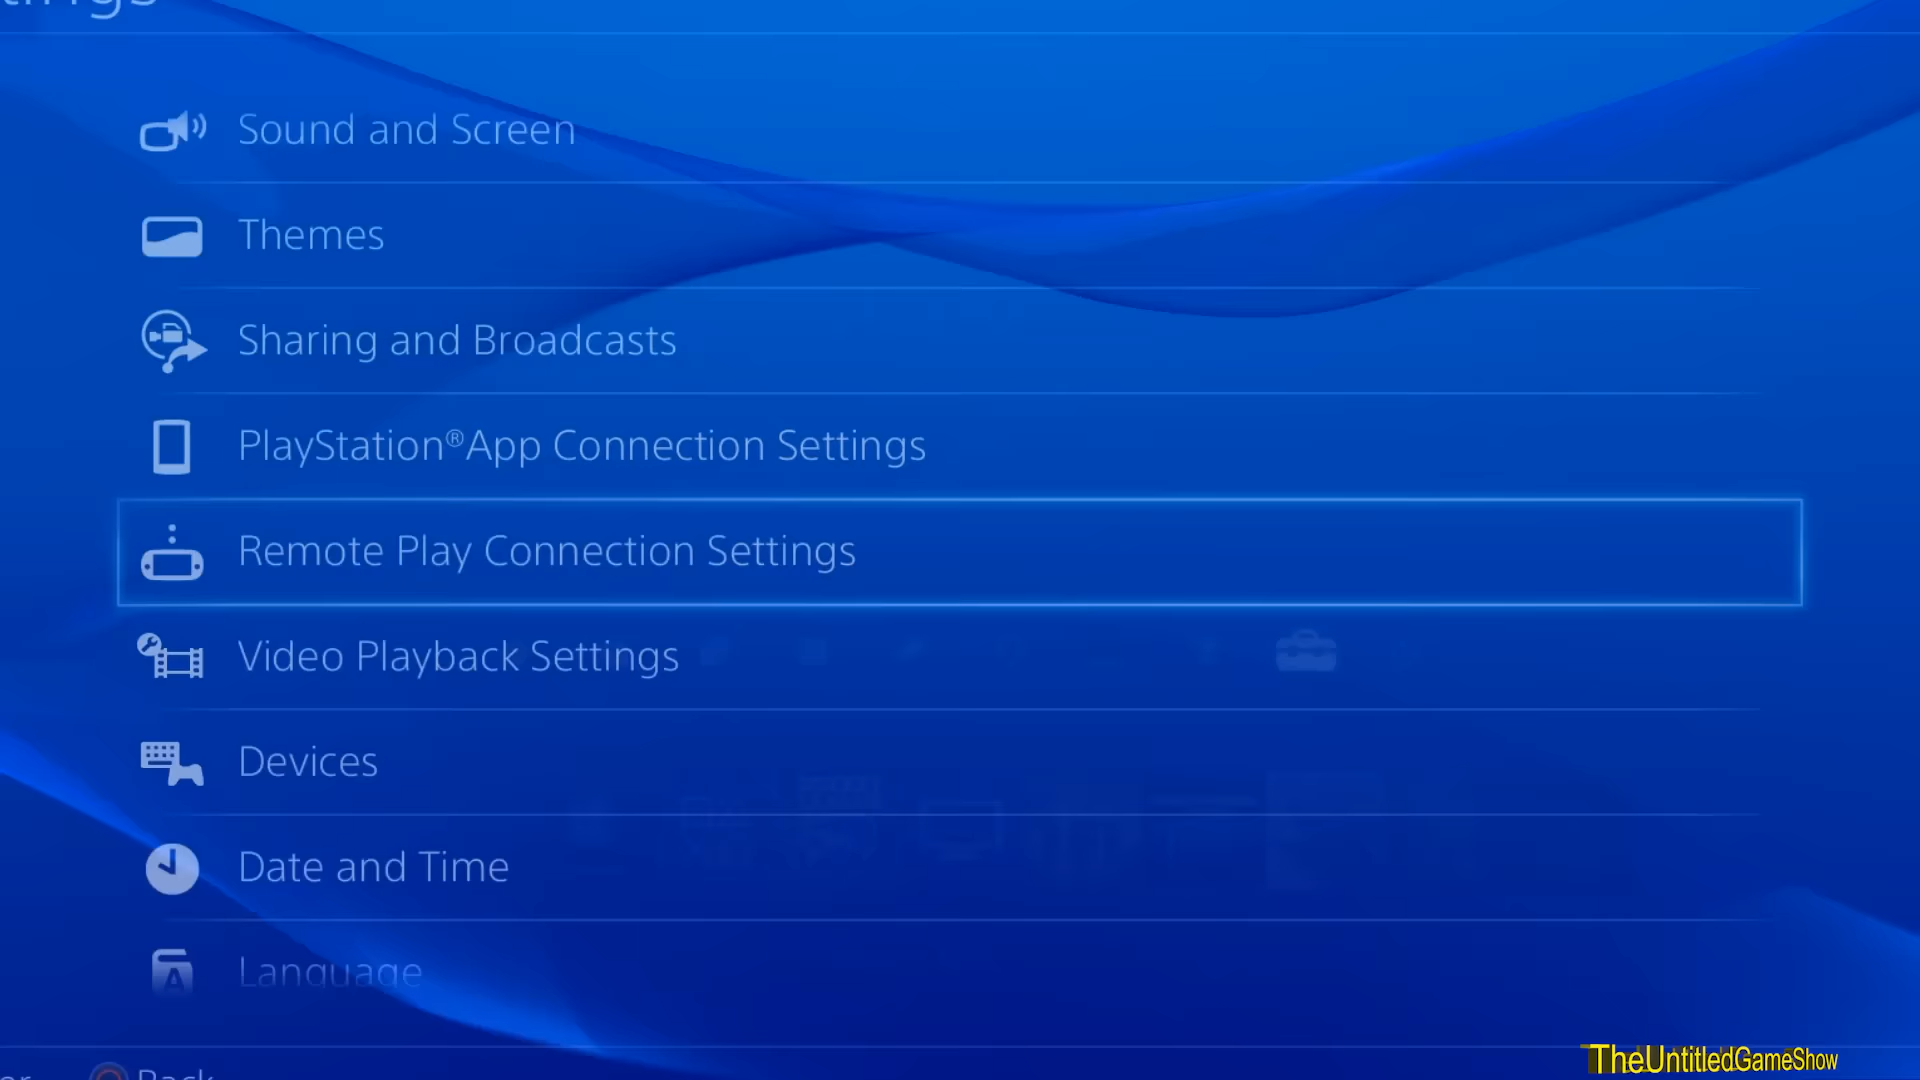 Sound and Screen
Themes
Sharing and Broadcasts
PlayStation®App Connection Settings
Remote Play Connection Settings
Video Playback Settings
Devices
Date and Time
Language
Back
TheUntitledGameShow